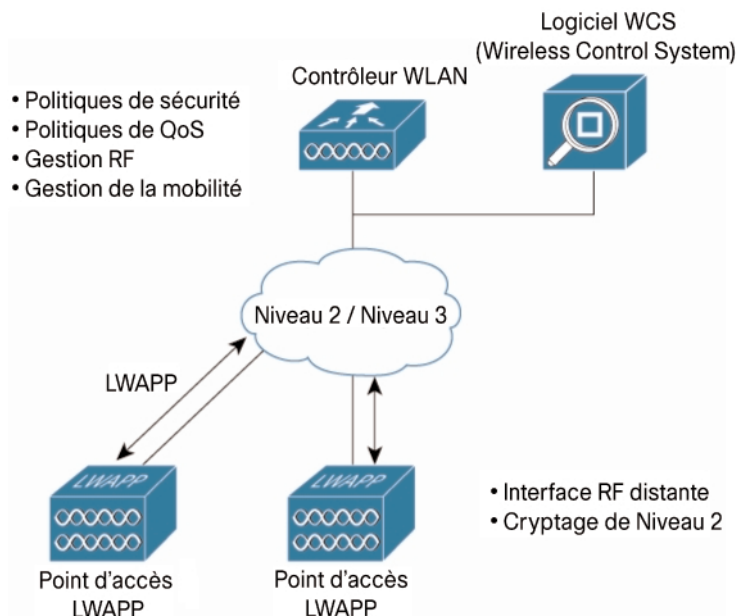 Logiciel WCS
(Wireless Control System)
Contrôleur WLAN
• Politiques de sécurité
• Politiques de QoS
• Gestion RF
• Gestion de la mobilité
Niveau 2 / Niveau 3
LWAPP
LWAPP
LWAPP
• Interface RF distante
• Cryptage de Niveau 2
Point d'accès
LWAPP
Point d'accès
LWAPP